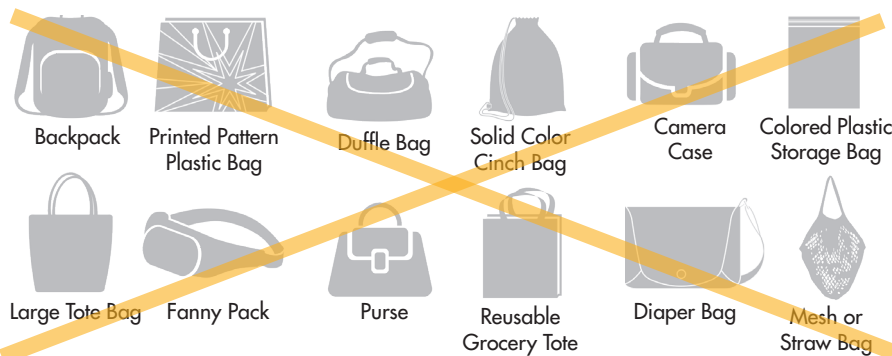 Backpack
Printed Pattern
Plastic Bag
Duffle Bag
Solid Color
Cinch Bag
Camera
Case
Colored Plastic
Storage Bag
Large Tote Bag
Fanny Pack
Purse
Reusable
Grocery Tote
Diaper Bag
Mesh or
Straw Bag